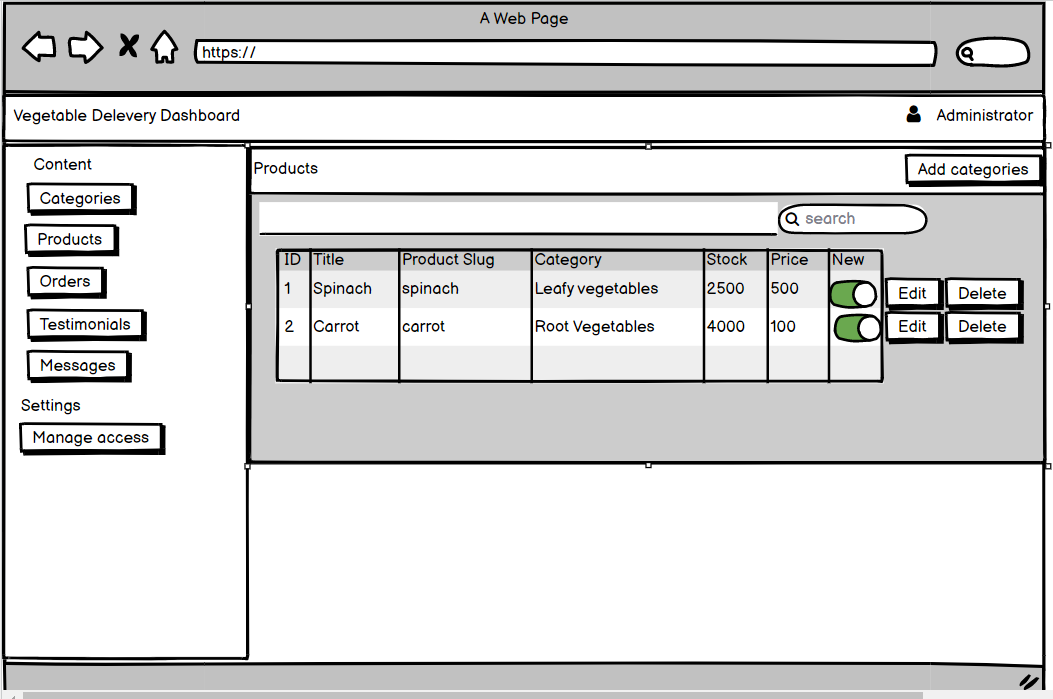 A Web Page
https://
Vegetable Delevery Dashboard
Administrator
Content
Categories
Products
Orders
Testimonials
Messages
Settings
Manage access
Products
Add categories
search
ID Title Product Slug Category Stock Price New
1 Spinach spinach Leafy vegetables 2500 500 Edit Delete
2 Carrot carrot Root Vegetables 4000 100 Edit Delete